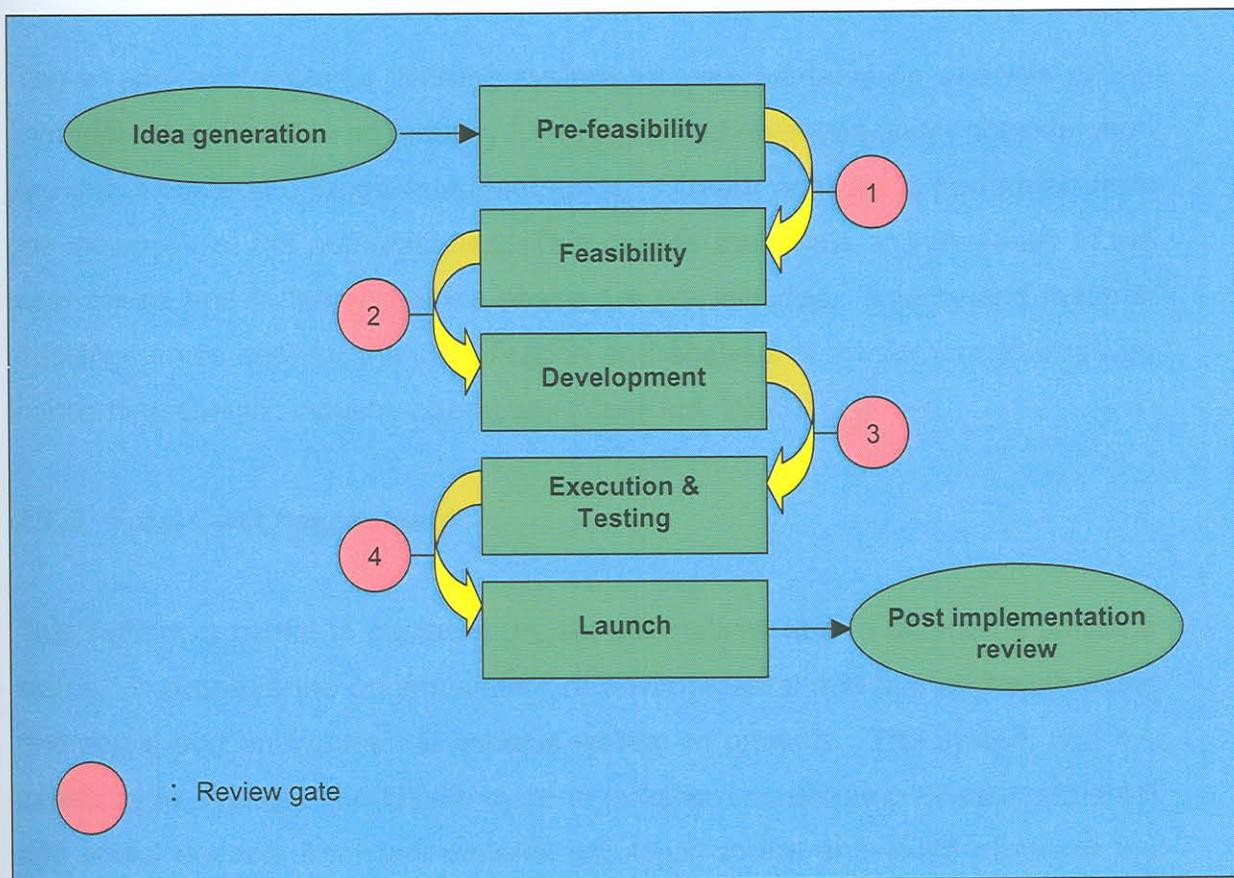 Idea generation
Pre-feasibility
1
Feasibility
2
Development
3
Execution &
Testing
4
Launch
Post implementation
review
: Review gate